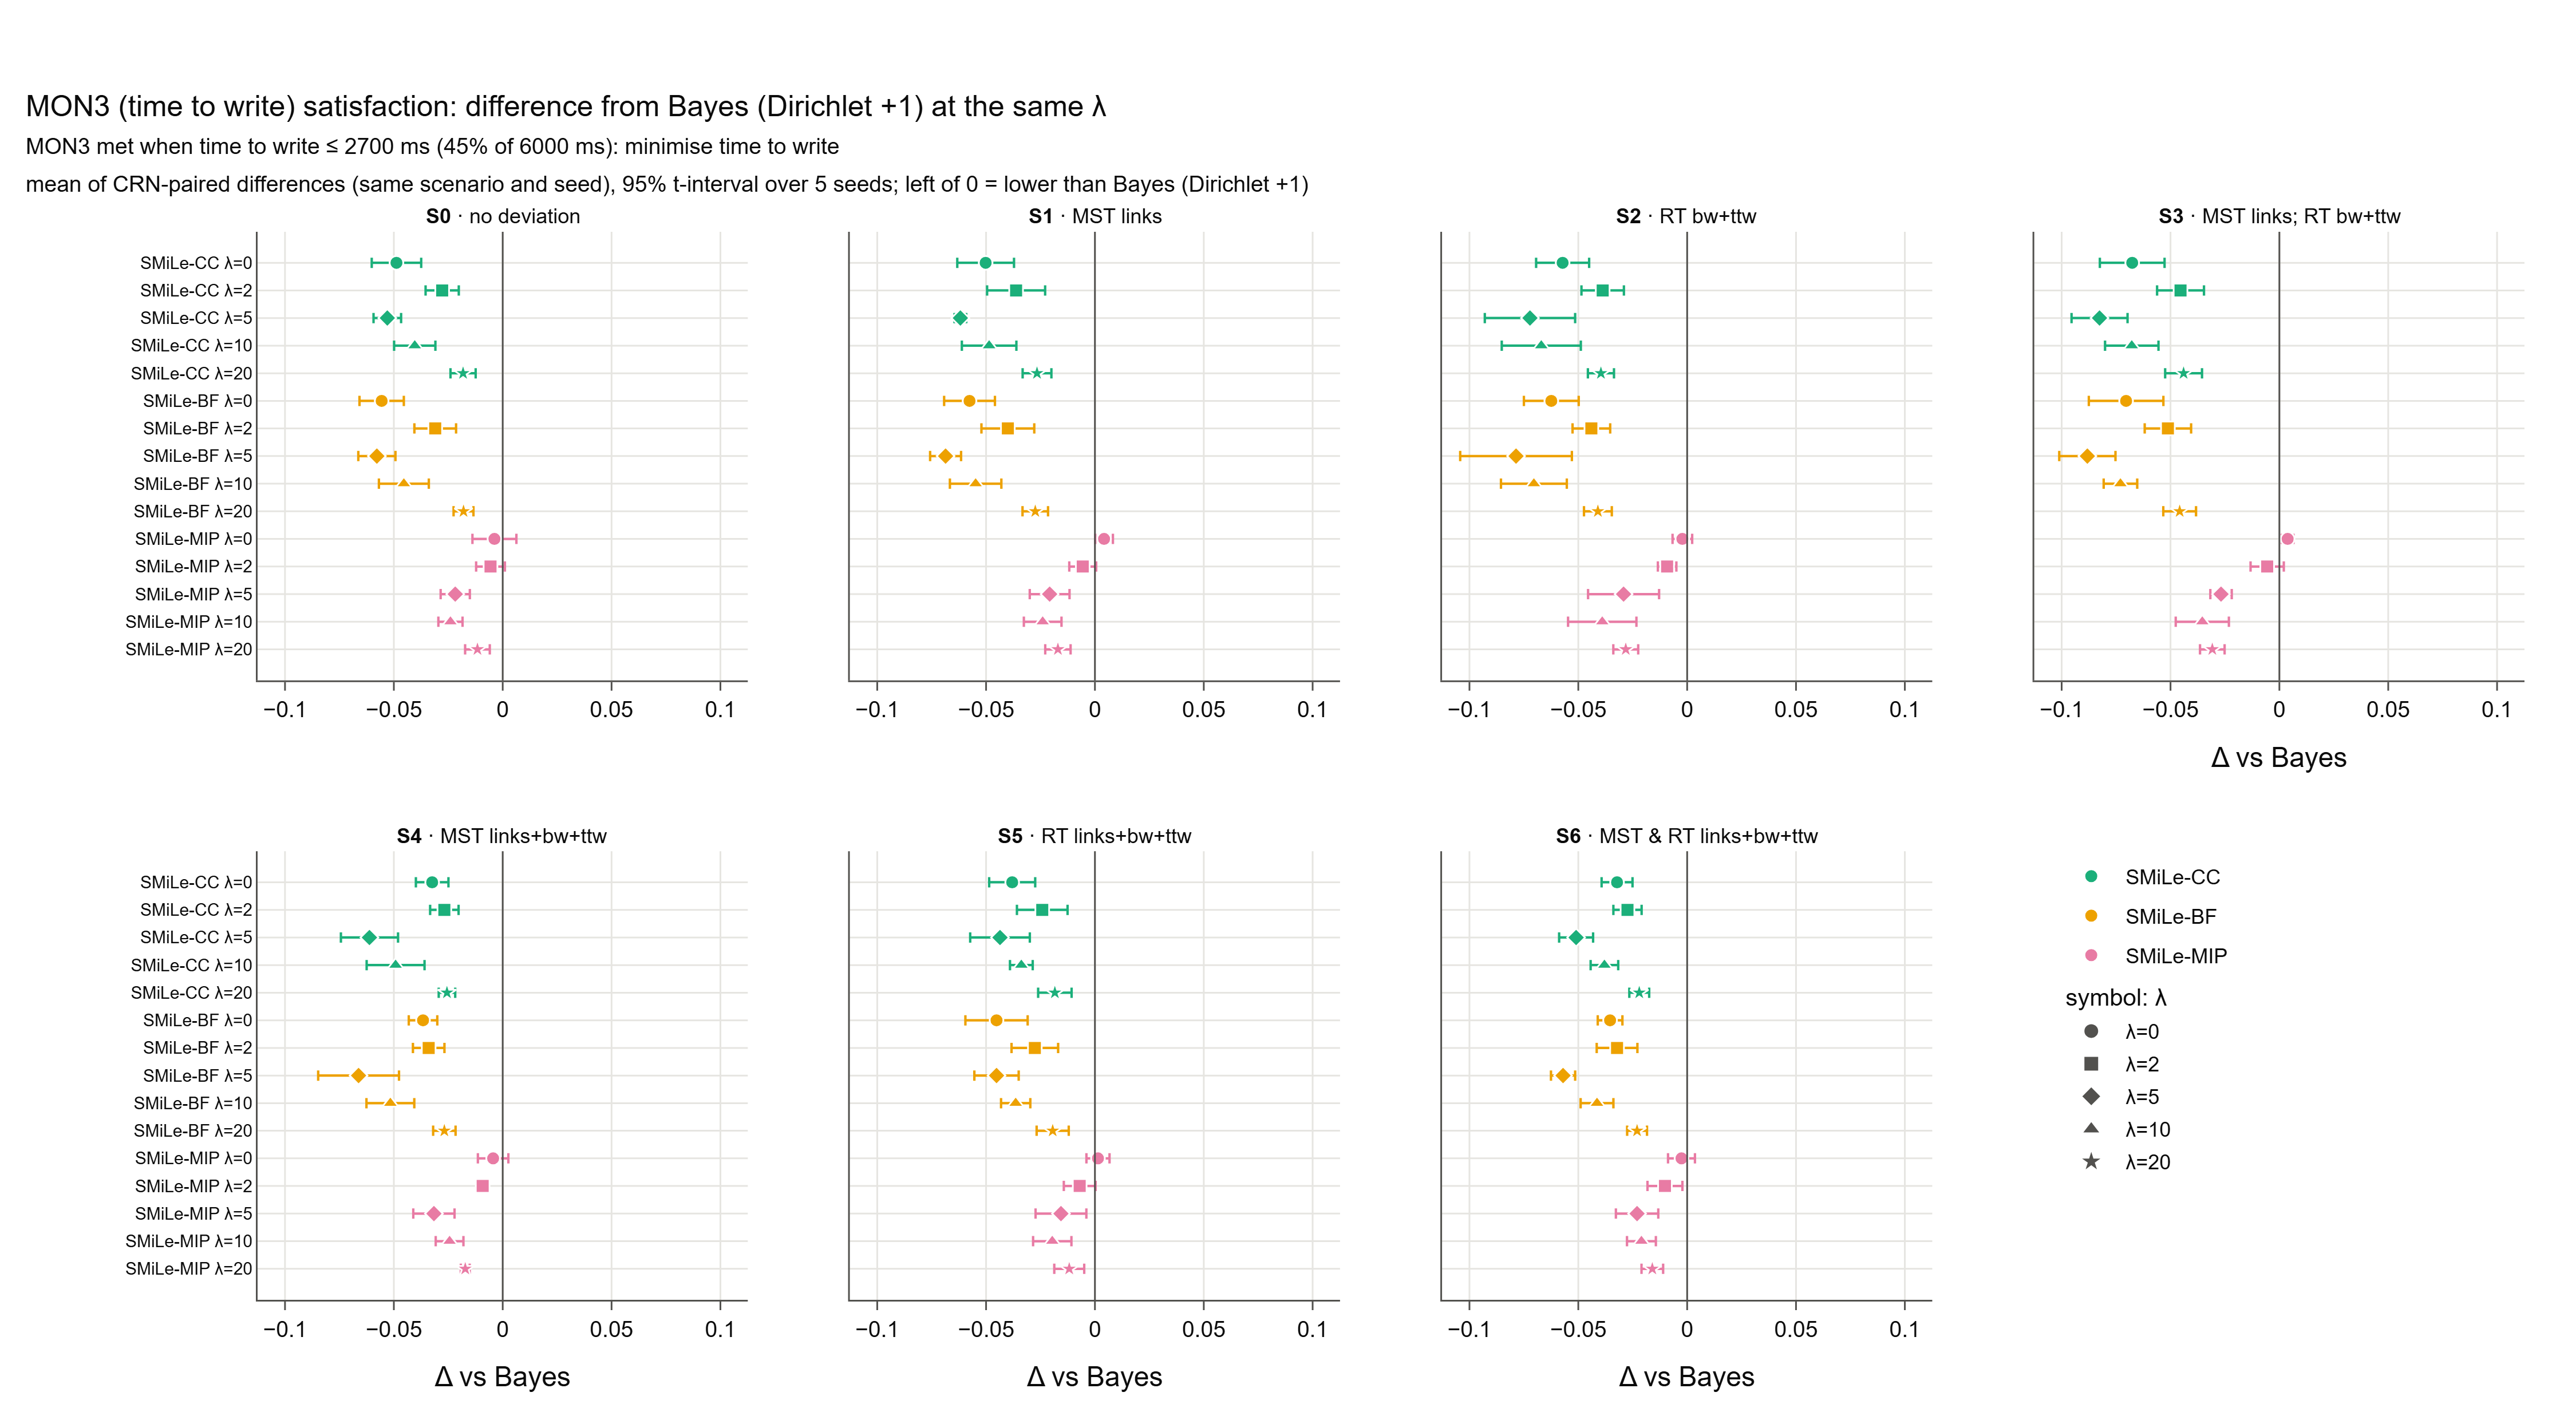 MON3 (time to write) satisfaction: difference from Bayes (Dirichlet +1) at the same λ
MON3 met when time to write ≤ 2700 ms (45% of 6000 ms): minimise time to write
mean of CRN-paired differences (same scenario and seed), 95% t-interval over 5 seeds; left of 0 = lower than Bayes (Dirichlet +1)
S0 · no deviation
S1 · MST links
S2 · RT bw+ttw
S3 · MST links; RT bw+ttw
SMiLe-CC λ=0
SMiLe-CC λ=2
SMiLe-CC λ=5
SMiLe-CC λ=10
SMiLe-CC λ=20
SMiLe-BF λ=0
SMiLe-BF λ=2
SMiLe-BF λ=5
SMiLe-BF λ=10
SMiLe-BF λ=20
SMiLe-MIP λ=0
SMiLe-MIP λ=2
SMiLe-MIP λ=5
SMiLe-MIP λ=10
SMiLe-MIP λ=20
−0.1 −0.05 0 0.05 0.1
−0.1 −0.05 0 0.05 0.1
−0.1 −0.05 0 0.05 0.1
−0.1 −0.05 0 0.05 0.1
Δ vs Bayes
S4 · MST links+bw+ttw
S5 · RT links+bw+ttw
S6 · MST & RT links+bw+ttw
SMiLe-CC λ=0
SMiLe-CC λ=2
SMiLe-CC λ=5
SMiLe-CC λ=10
SMiLe-CC λ=20
SMiLe-BF λ=0
SMiLe-BF λ=2
SMiLe-BF λ=5
SMiLe-BF λ=10
SMiLe-BF λ=20
SMiLe-MIP λ=0
SMiLe-MIP λ=2
SMiLe-MIP λ=5
SMiLe-MIP λ=10
SMiLe-MIP λ=20
−0.1 −0.05 0 0.05 0.1
−0.1 −0.05 0 0.05 0.1
−0.1 −0.05 0 0.05 0.1
Δ vs Bayes
Δ vs Bayes
Δ vs Bayes
SMiLe-CC
SMiLe-BF
SMiLe-MIP
symbol: λ
λ=0
λ=2
λ=5
λ=10
λ=20